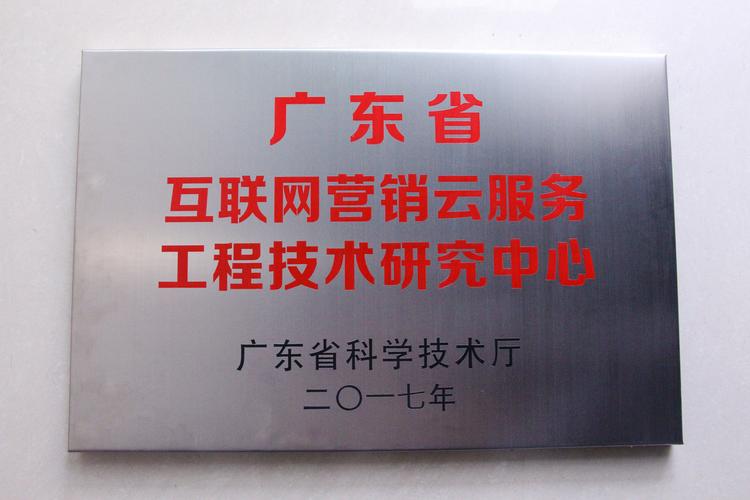 广东省
互联网营销云服务
工程技术研究中心
广东省科学技术厅
二〇一七年